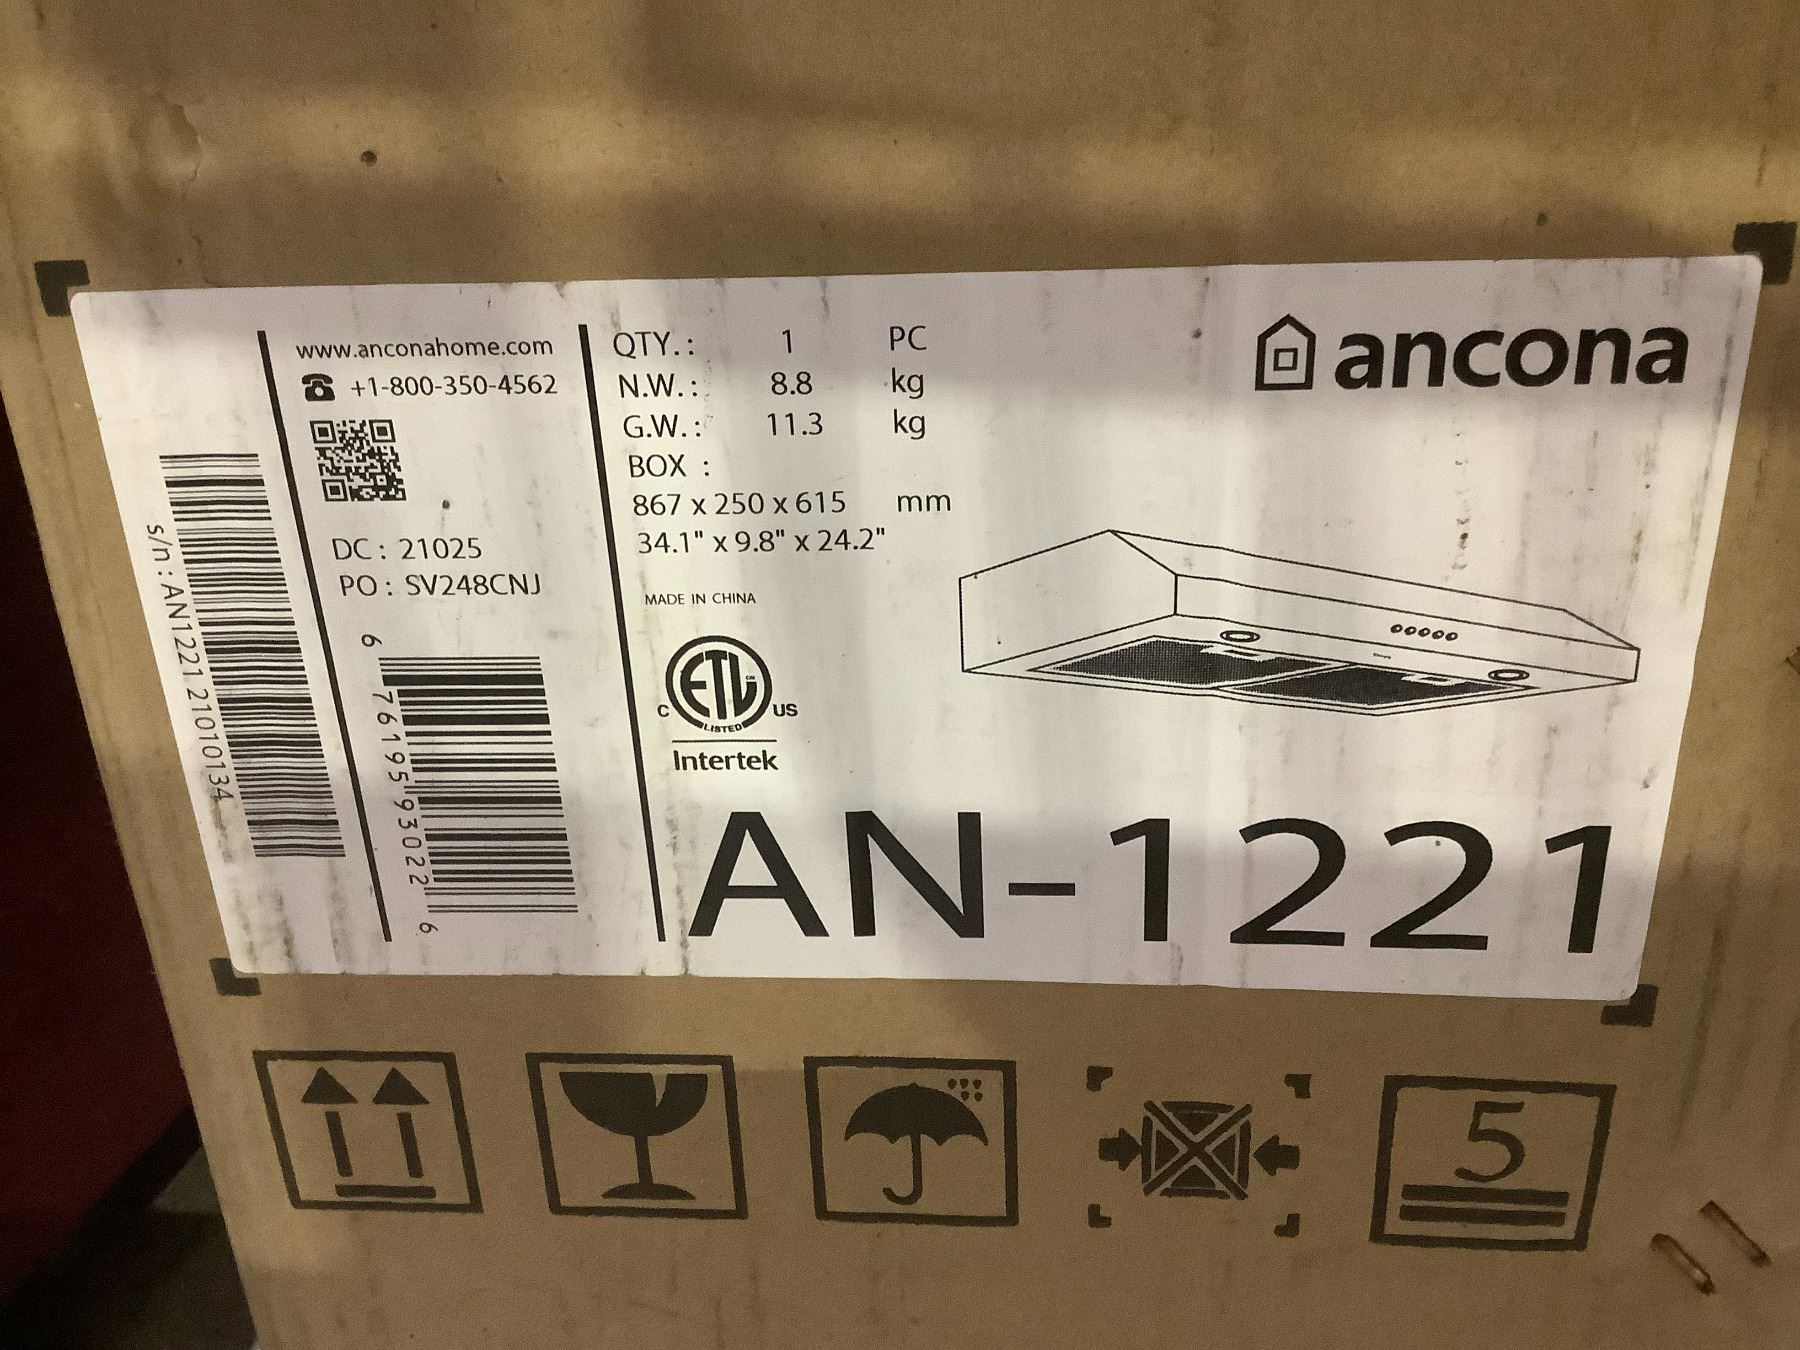 s/n : AN122121010134
www.anconahome.com
+1-800-350-4562
DC : 21025
PO : SV248CNJ
6 76195 93022 6
QTY. : 1 PC
N.W. : 8.8 kg
G.W. : 11.3 kg
BOX :
867 x 250 x 615 mm
34.1" x 9.8" x 24.2"
MADE IN CHINA
ETL
C US
LISTED
Intertek
ancona
AN-1221
5